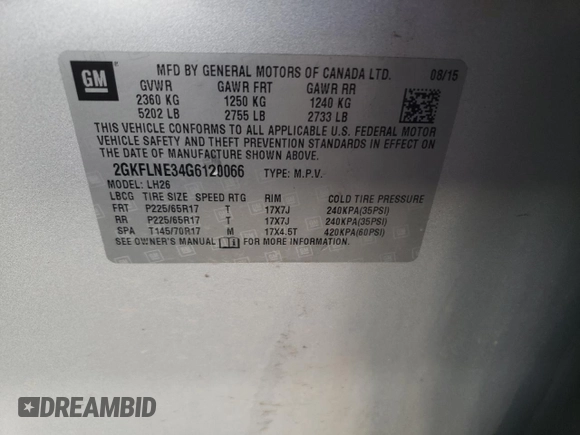 GM
MFD BY GENERAL MOTORS OF CANADA LTD. 08/15
GVWR GAWR FRT GAWR RR
2360 KG 1250 KG 1240 KG
5202 LB 2755 LB 2733 LB
THIS VEHICLE CONFORMS TO ALL APPLICABLE U.S. FEDERAL MOTOR
VEHICLE SAFETY AND THEFT PREVENTION STANDARDS IN EFFECT ON
THE DATE OF MANUFACTURE SHOWN ABOVE.
2GKFLNE34G6120066 TYPE: M.P.V.
MODEL: LH26
LBCG TIRE SIZE SPEED RTG RIM COLD TIRE PRESSURE
FRT P225/65R17 T 17X7J 240KPA(35PSI)
RR P225/65R17 T 17X7J 240KPA(35PSI)
SPA T145/70R17 M 17X4.5T 420KPA(60PSI)
SEE OWNER'S MANUAL FOR MORE INFORMATION.
DREAMBID